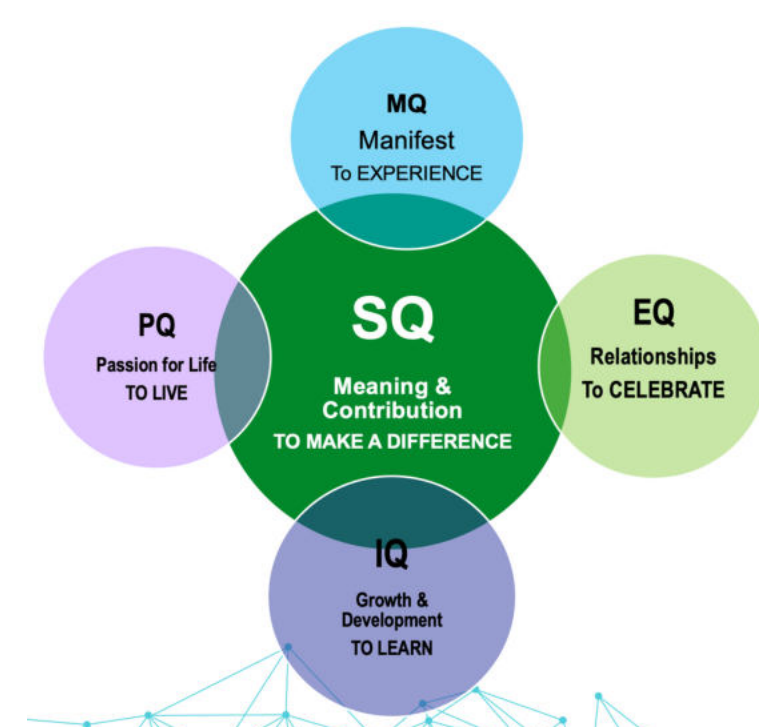 MQ
Manifest
To EXPERIENCE
PQ
Passion for Life
TO LIVE
SQ
Meaning &
Contribution
TO MAKE A DIFFERENCE
EQ
Relationships
To CELEBRATE
IQ
Growth &
Development
TO LEARN